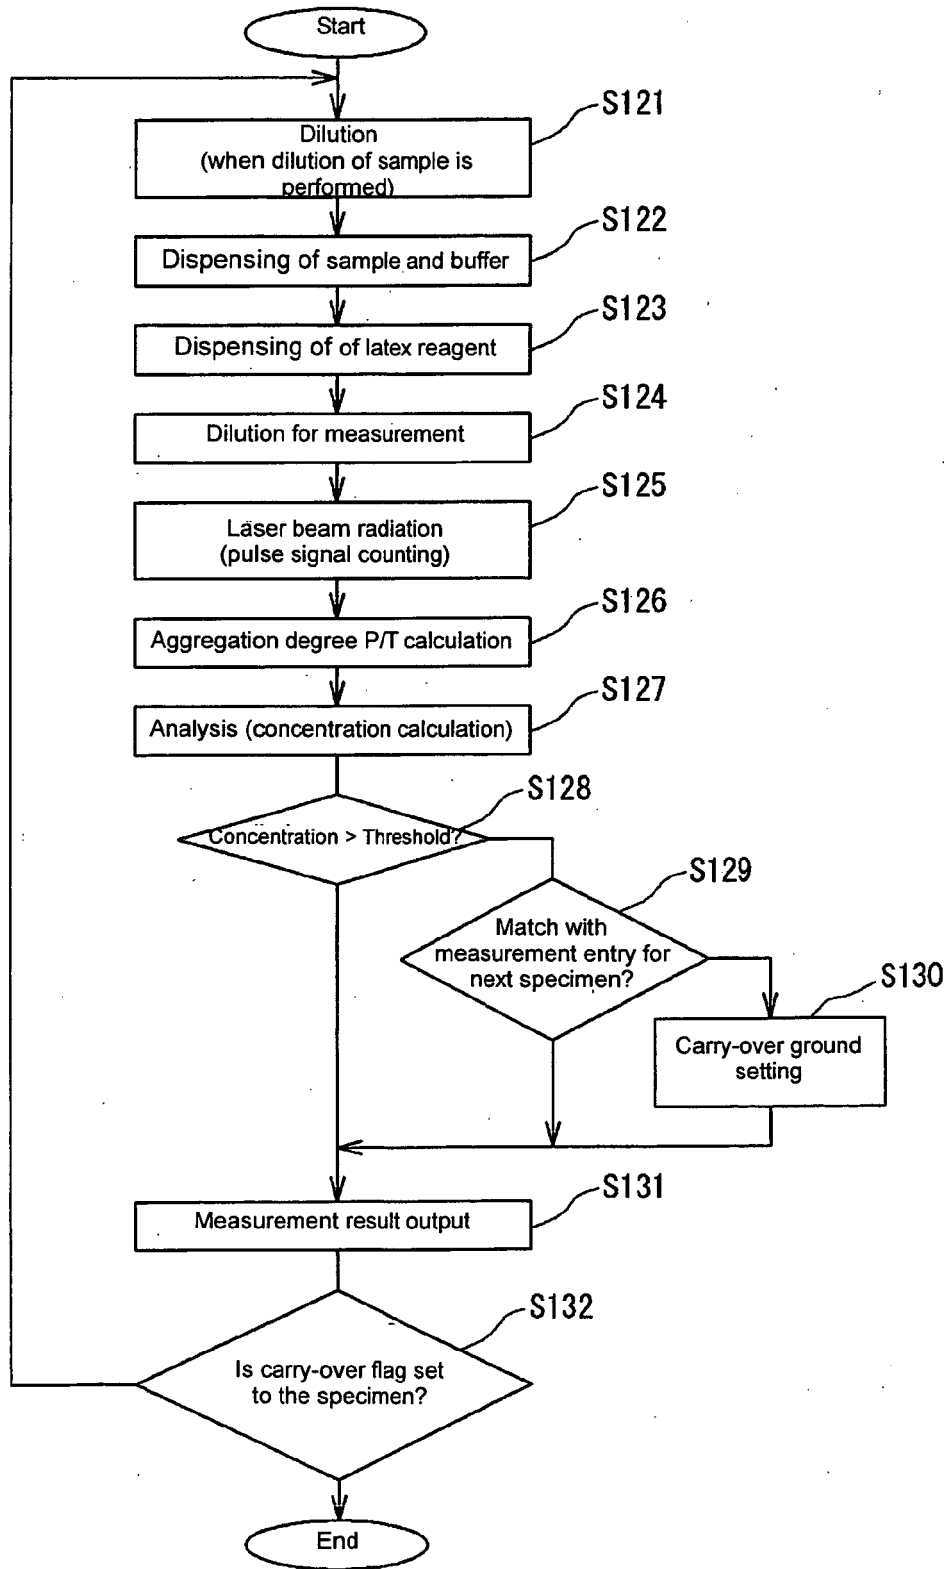 Start
S121
Dilution
(when dilution of sample is
performed)
S122
Dispensing of sample and buffer
S123
Dispensing of of latex reagent
S124
Dilution for measurement
S125
Laser beam radiation
(pulse signal counting)
S126
Aggregation degree P/T calculation
S127
Analysis (concentration calculation)
S128
Concentration > Threshold?
S129
Match with
measurement entry for
next specimen?
S130
Carry-over ground
setting
S131
Measurement result output
S132
Is carry-over flag set
to the specimen?
End